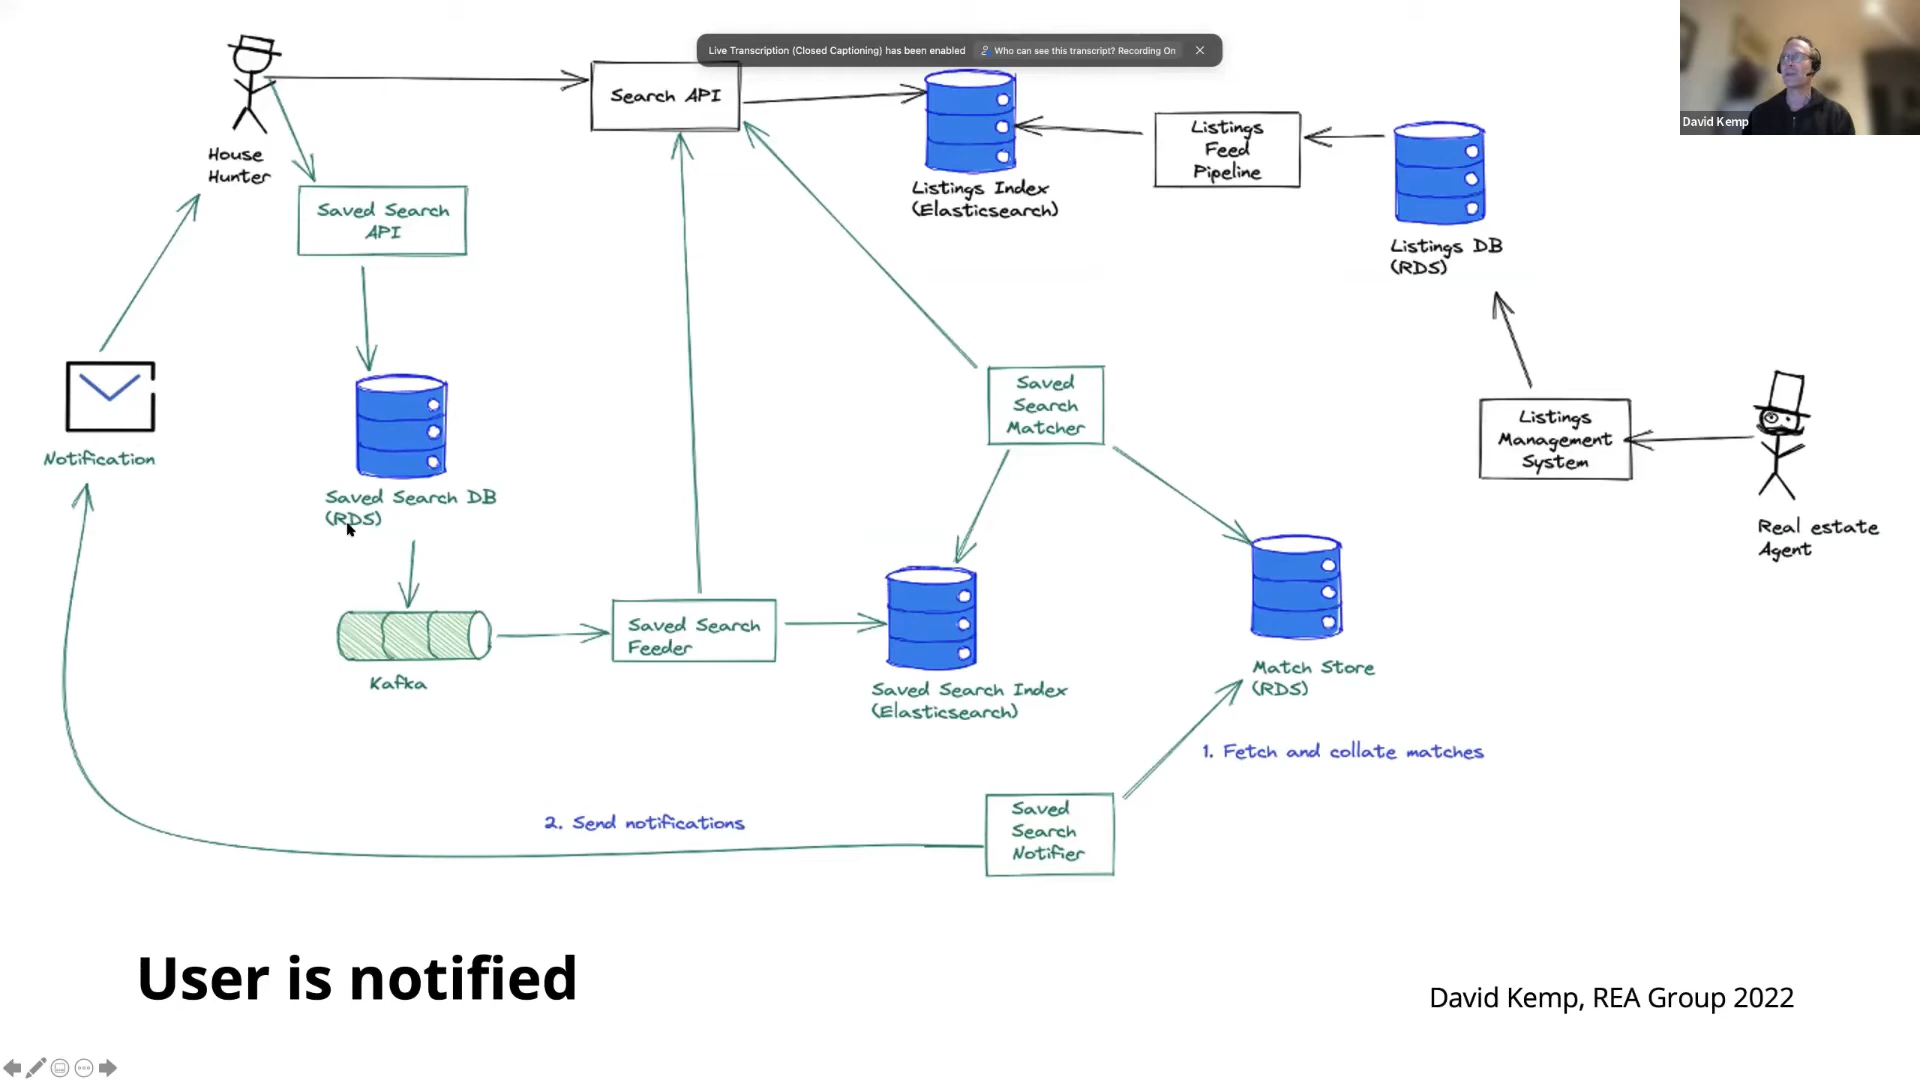 Live Transcription (Closed Captioning) has been enabled
Who can see this transcript? Recording On
David Kemp
House
Hunter
Search API
Listings Index
(Elasticsearch)
Listings
Feed
Pipeline
Listings DB
(RDS)
Saved Search
API
Notification
Saved Search DB
(RDS)
Saved
Search
Matcher
Listings
Management
System
Real estate
Agent
Kafka
Saved Search
Feeder
Saved Search Index
(Elasticsearch)
Match Store
(RDS)
1. Fetch and collate matches
2. Send notifications
Saved
Search
Notifier
User is notified
David Kemp, REA Group 2022